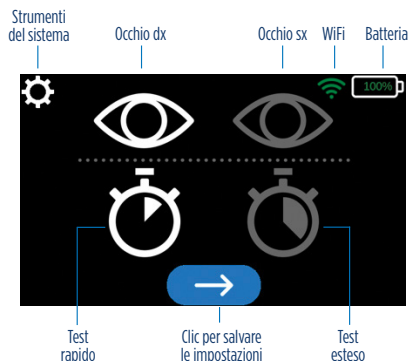 Strumenti
del sistema
Occhio dx
Occhio sx
WiFi
Batteria
100%
Test
rapido
Clic per salvare
le impostazioni
Test
esteso